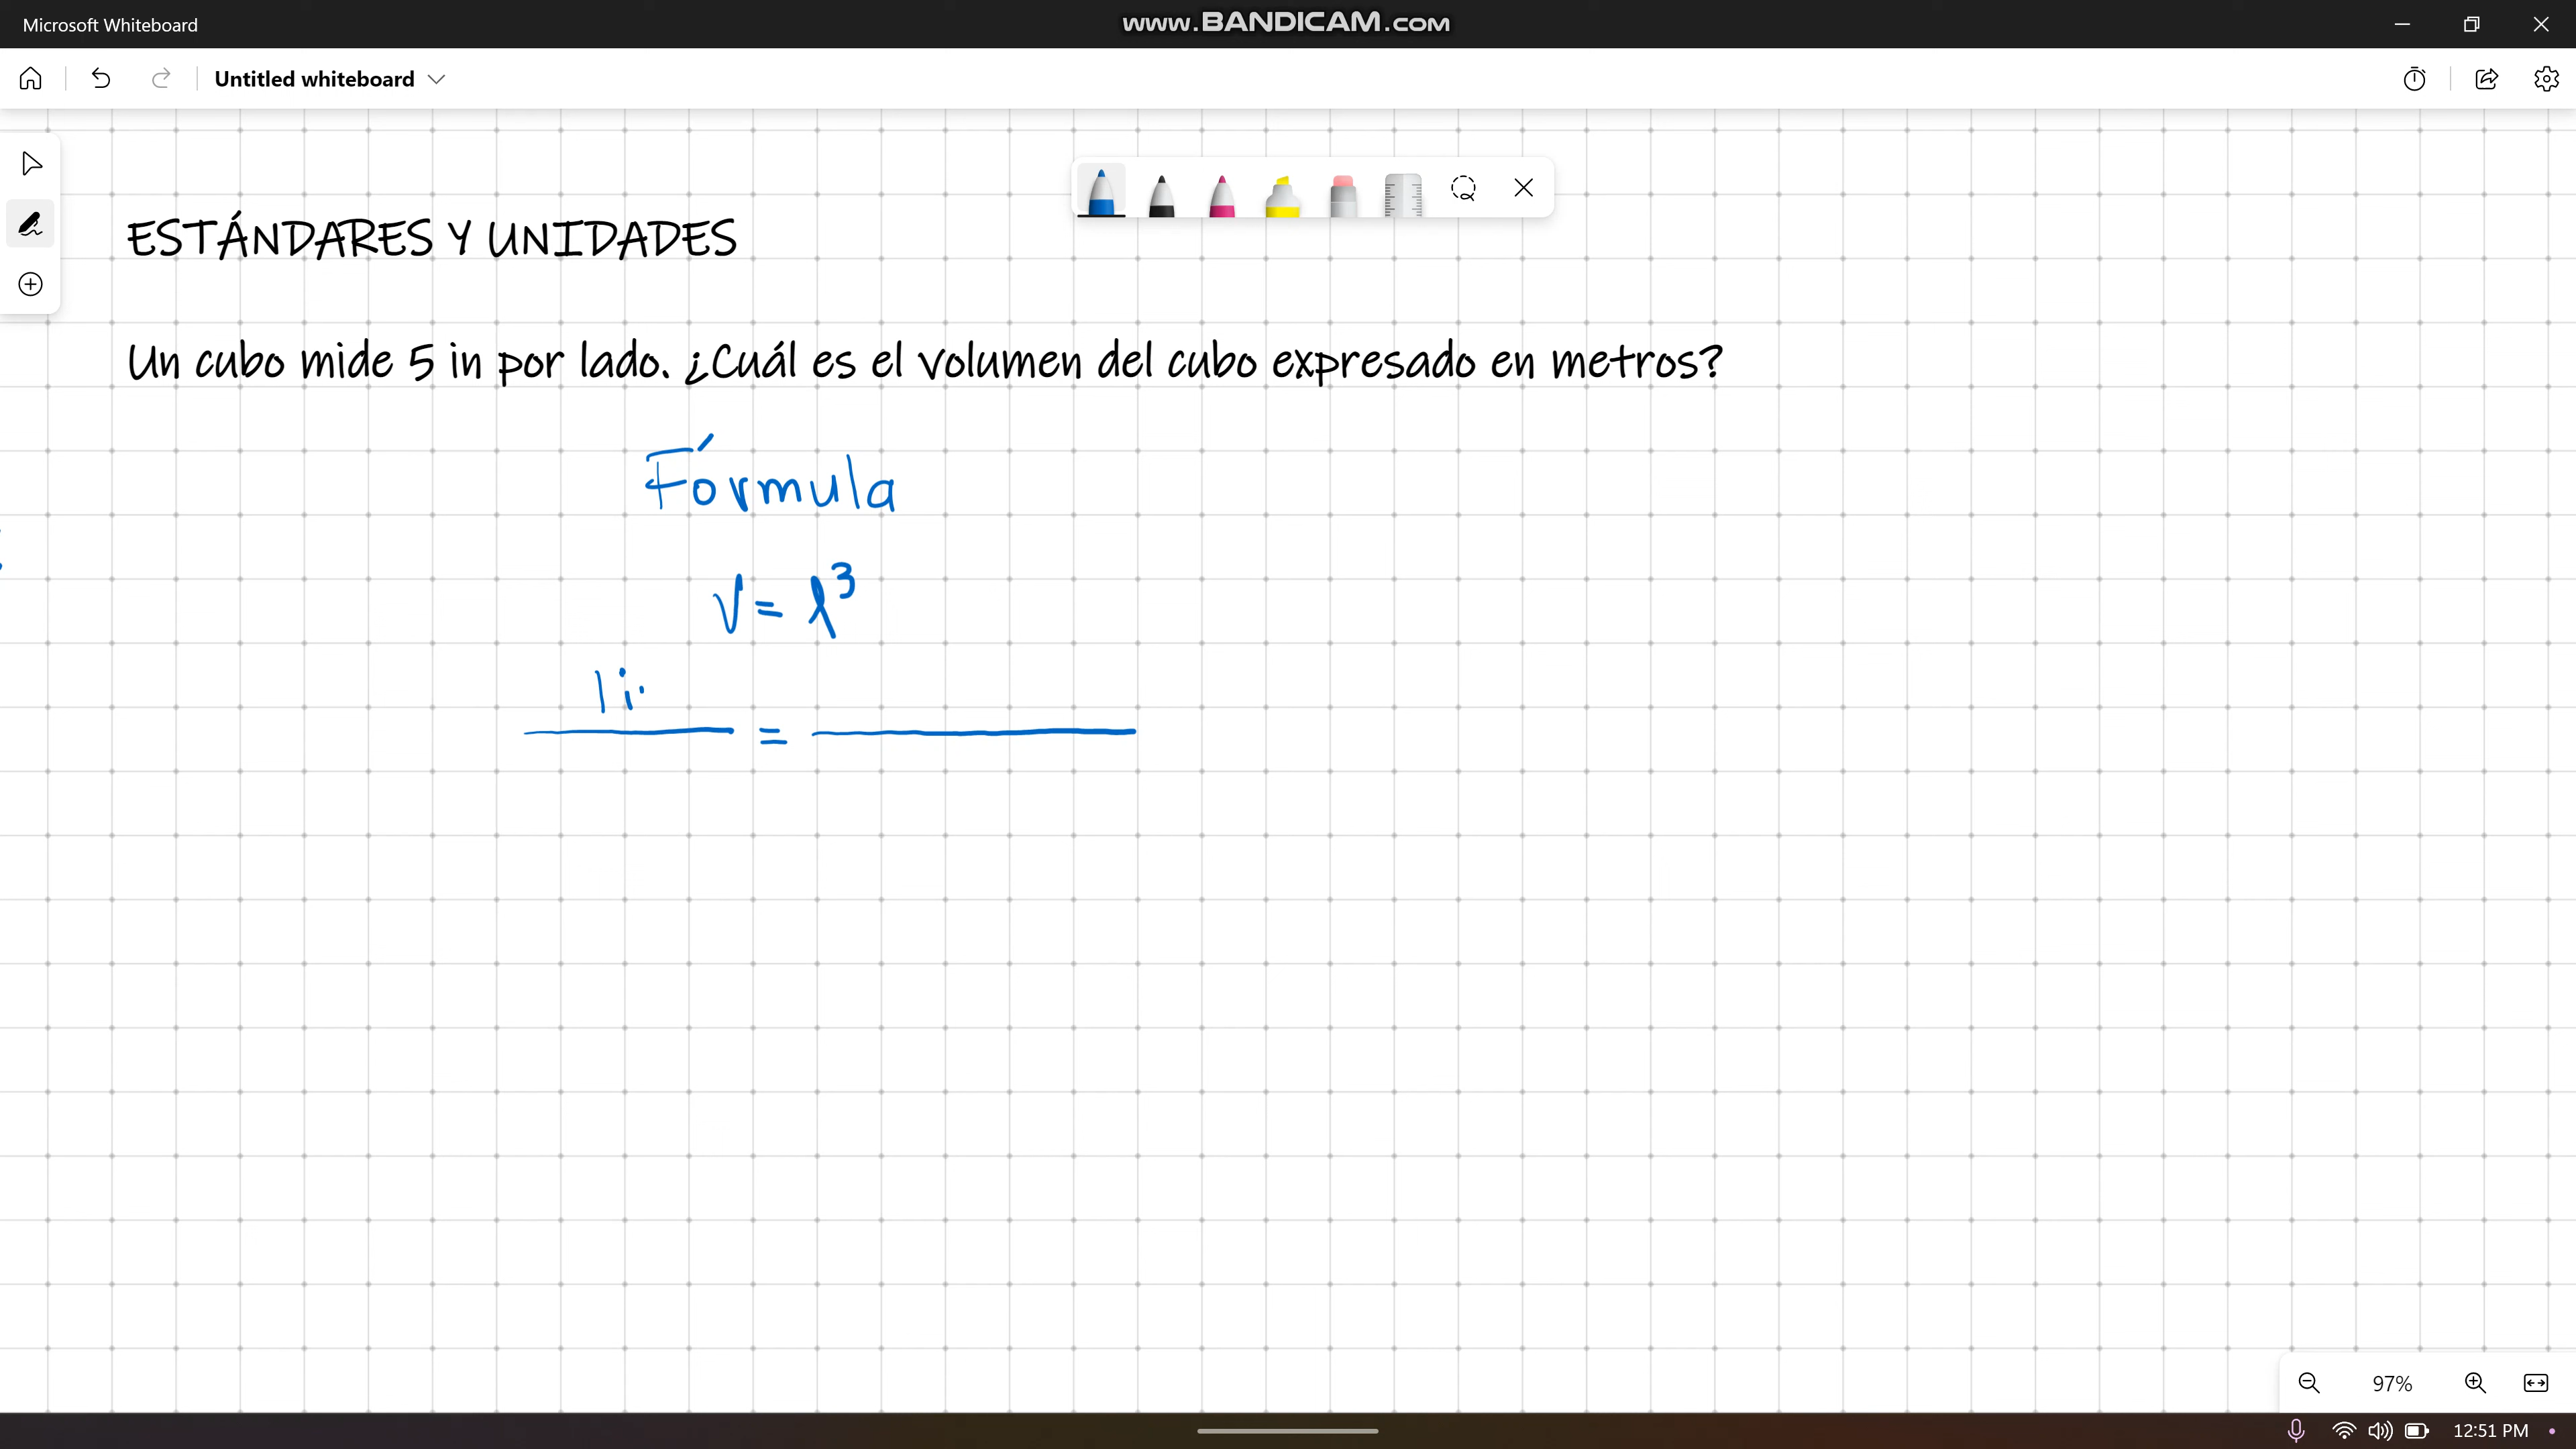 Microsoft Whiteboard
www.BANDICAM.com
Untitled whiteboard
ESTÁNDARES Y UNIDADES
Un cubo mide 5 in por lado. ¿Cuál es el volumen del cubo expresado en metros?
Fórmula
V = l³
1 i
=
97%
12:51 PM